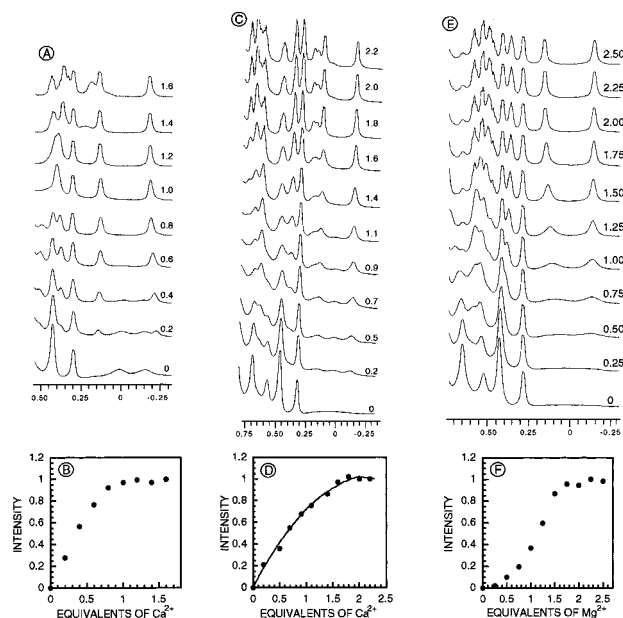 A
1.6
1.4
1.2
1.0
0.8
0.6
0.4
0.2
0
0.50 0.25 0 -0.25
C
2.2
2.0
1.8
1.6
1.4
1.1
0.9
0.7
0.5
0.2
0
0.75 0.50 0.25 0 -0.25
E
2.50
2.25
2.00
1.75
1.50
1.25
1.00
0.75
0.50
0.25
0
0.50 0.25 0 -0.25
B
INTENSITY
1.2
1
0.8
0.6
0.4
0.2
0
0 0.5 1 1.5
EQUIVALENTS OF Ca2+
D
INTENSITY
1.2
1
0.8
0.6
0.4
0.2
0
0 0.5 1 1.5 2 2.5
EQUIVALENTS OF Ca2+
F
INTENSITY
1.2
1
0.8
0.6
0.4
0.2
0
0 0.5 1 1.5 2 2.5
EQUIVALENTS OF Mg2+